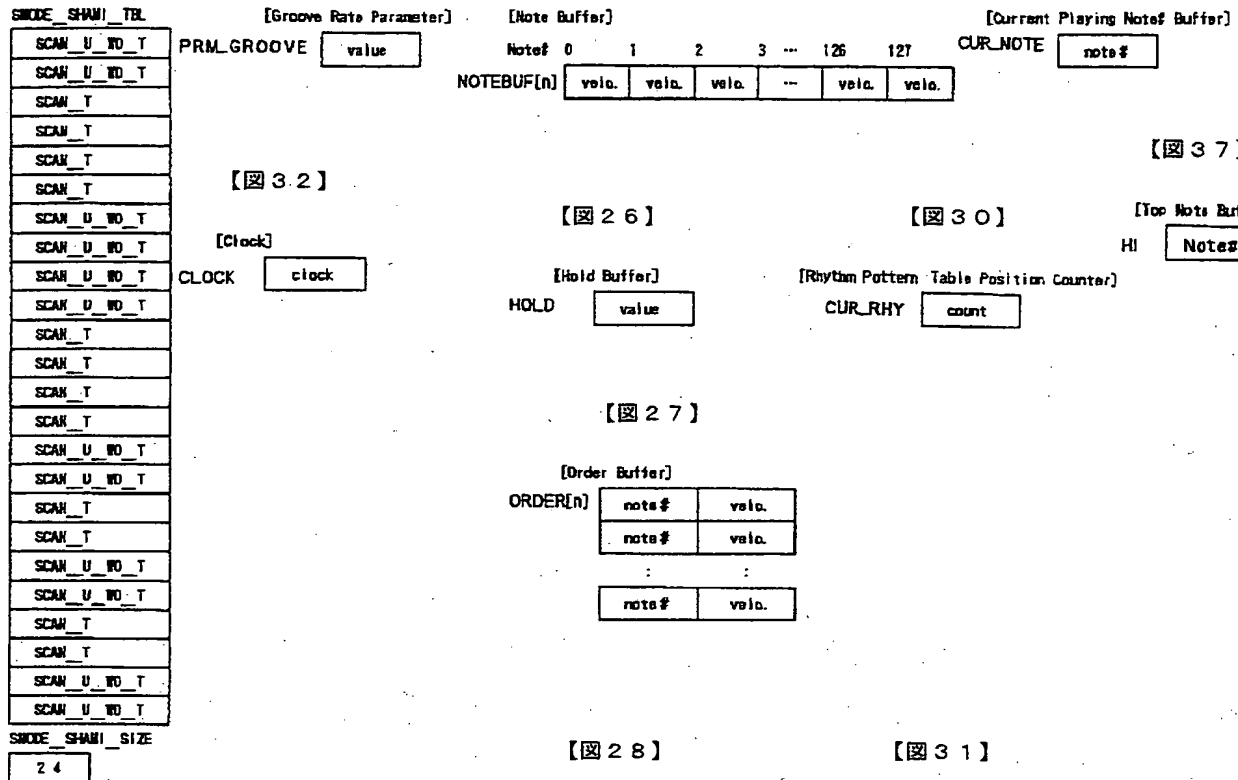 SMODE_SHAMI_TBL
SCAN_U_WO_T
SCAN_U_WO_T
SCAN_T
SCAN_T
SCAN_T
SCAN_T
SCAN_U_WO_T
SCAN_U_WO_T
SCAN_U_WO_T
SCAN_U_WO_T
SCAN_T
SCAN_T
SCAN_T
SCAN_T
SCAN_U_WO_T
SCAN_U_WO_T
SCAN_T
SCAN_T
SCAN_U_WO_T
SCAN_U_WO_T
SCAN_T
SCAN_T
SCAN_U_WO_T
SCAN_U_WO_T
SMODE_SHAMI_SIZE
24
[Groove Rate Parameter]
PRM_GROOVE value
【図32】
[Clock]
CLOCK clock
[Note Buffer]
Note# 0 1 2 3 … 126 127
NOTEBUF[n] velo. velo. velo. … velo. velo.
【図26】
[Hold Buffer]
HOLD value
【図27】
[Order Buffer]
ORDER[n] note# velo.
note# velo.
: :
note# velo.
【図28】
[Current Playing Note# Buffer]
CUR_NOTE note#
【図30】
[Rhythm Pattern Table Position Counter]
CUR_RHY count
【図31】
【図37】
[Top Note Buf
HI Note#